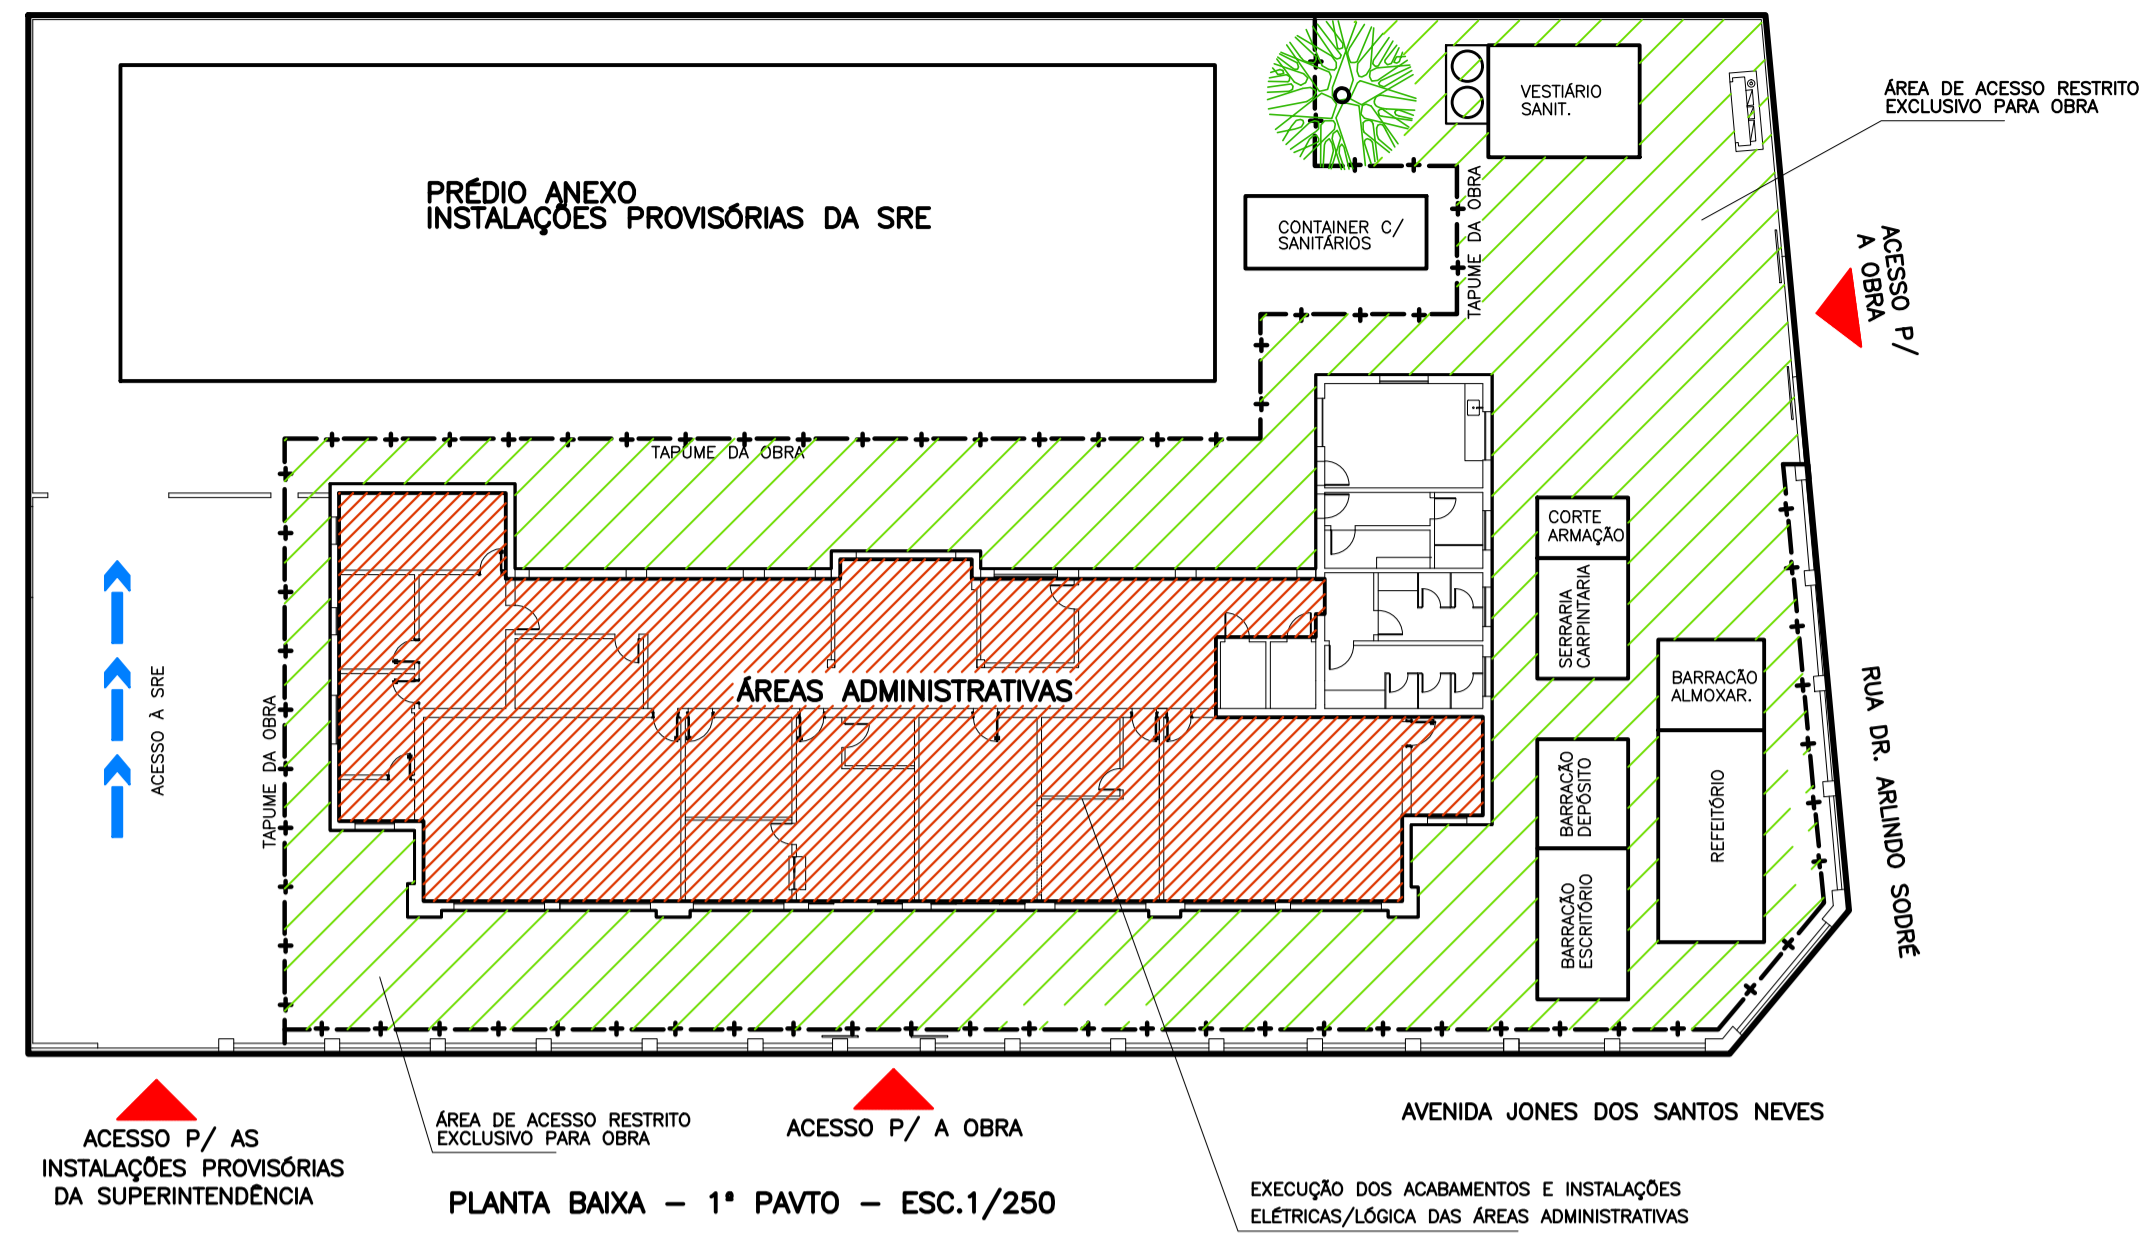 VESTIÁRIO
SANIT.
ÁREA DE ACESSO RESTRITO
EXCLUSIVO PARA OBRA
PRÉDIO ANEXO
INSTALAÇÕES PROVISÓRIAS DA SRE
CONTAINER C/
SANITÁRIOS
TAPUME DA OBRA
ACESSO P/
A OBRA
TAPUME DA OBRA
CORTE
ARMAÇÃO
SERRARIA
CARPINTARIA
BARRACÃO
ALMOXAR.
ÁREAS ADMINISTRATIVAS
ACESSO À SRE
TAPUME DA OBRA
BARRACÃO
DEPÓSITO
REFEITÓRIO
RUA DR. ARLINDO SODRÉ
BARRACÃO
ESCRITÓRIO
ACESSO P/ AS
INSTALAÇÕES PROVISÓRIAS
DA SUPERINTENDÊNCIA
ÁREA DE ACESSO RESTRITO
EXCLUSIVO PARA OBRA
ACESSO P/ A OBRA
AVENIDA JONES DOS SANTOS NEVES
PLANTA BAIXA – 1ª PAVTO – ESC.1/250
EXECUÇÃO DOS ACABAMENTOS E INSTALAÇÕES
ELÉTRICAS/LÓGICA DAS ÁREAS ADMINISTRATIVAS